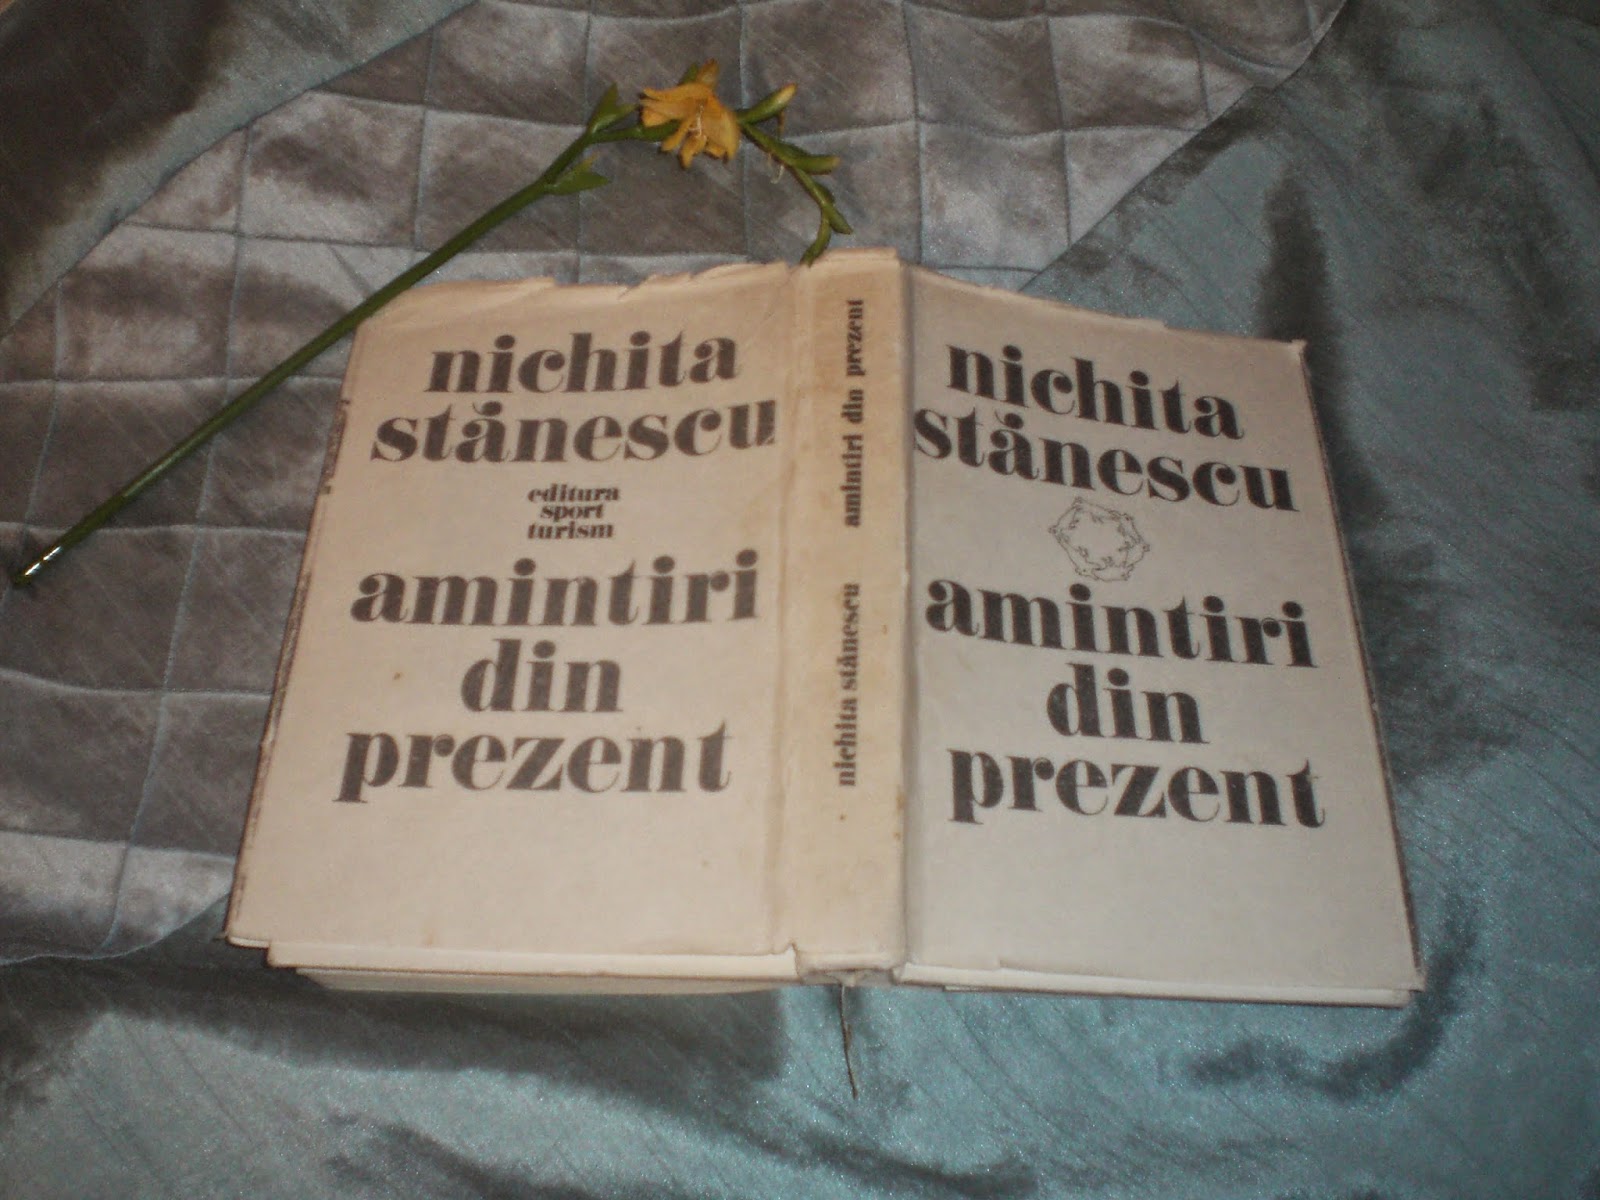 nichita
stănescu
editura
sport
turism
amintiri
din
prezent
nichita stănescu amintiri din prezent
nichita
stănescu
amintiri
din
prezent